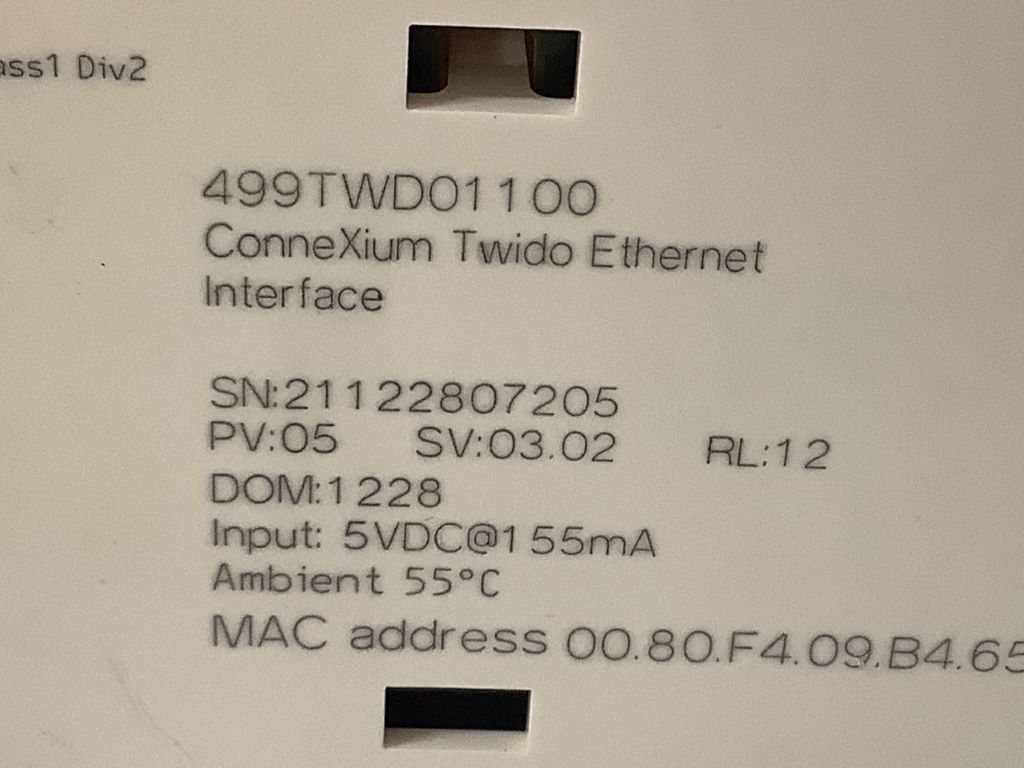 ass1 Div2
499TWD01100
ConneXium Twido Ethernet
Interface
SN:21122807205
PV:05 SV:03.02 RL:12
DOM:1228
Input: 5VDC@155mA
Ambient 55°C
MAC address 00.80.F4.09.B4.65